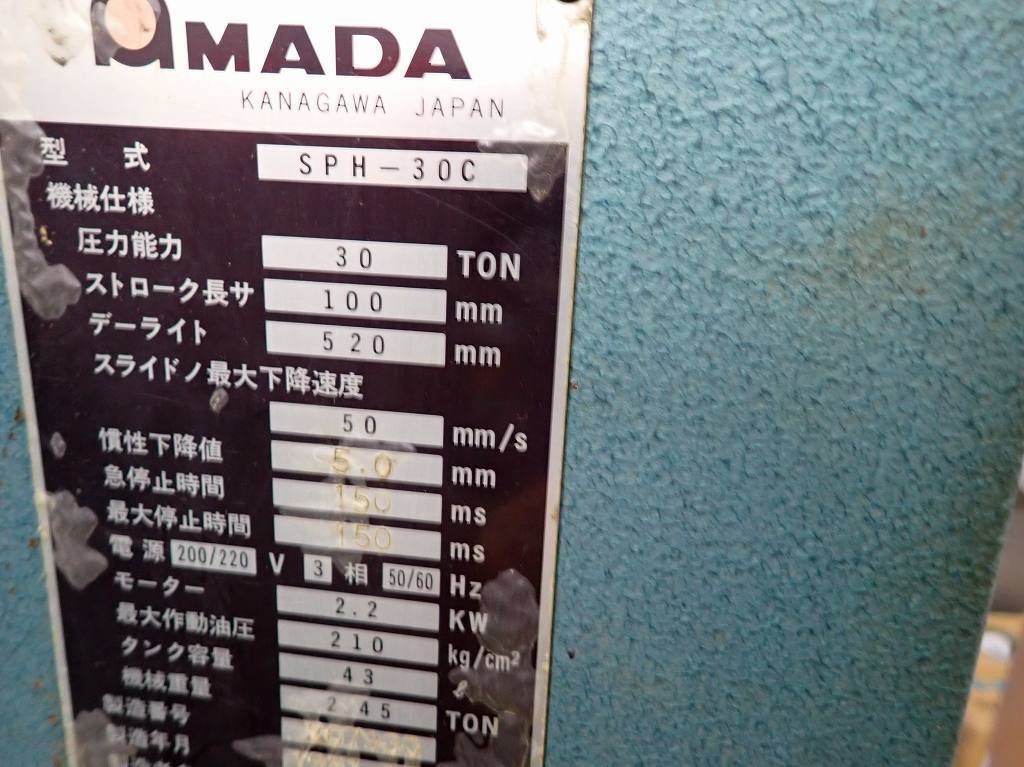 AMADA
KANAGAWA JAPAN
型式 SPH-30C
機械仕様
圧力能力 30 TON
ストローク長サ 100 mm
デーライト 520 mm
スライドノ最大下降速度
50 mm/s
慣性下降値 5.0 mm
急停止時間 150 ms
最大停止時間 150 ms
電源 200/220 V 3 相 50/60 Hz
モーター 2.2 KW
最大作動油圧 210 kg/cm²
タンク容量 43 ℓ
機械重量 2.45 TON
製造番号
製造年月